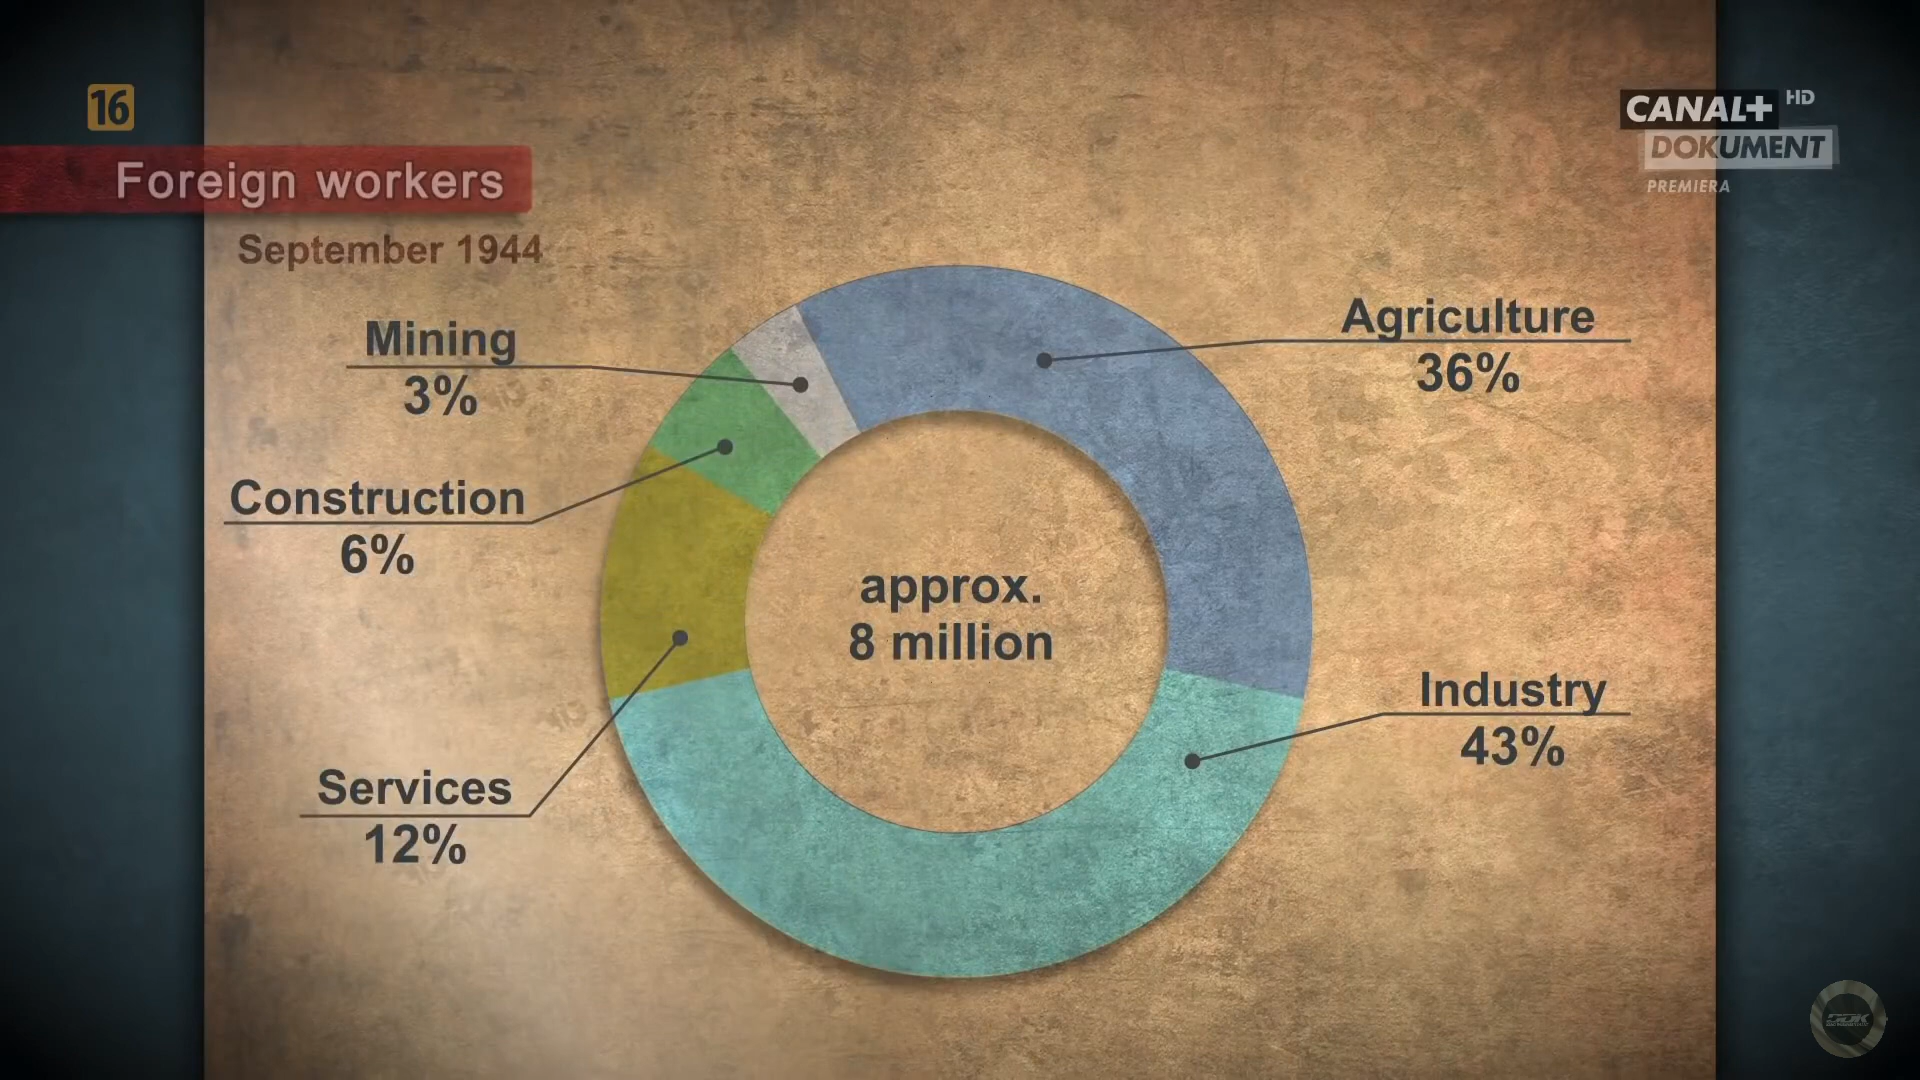 16
CANAL+ HD
DOKUMENT
PREMIERA
Foreign workers
September 1944
Mining
3%
Agriculture
36%
Construction
6%
approx.
8 million
Industry
43%
Services
12%